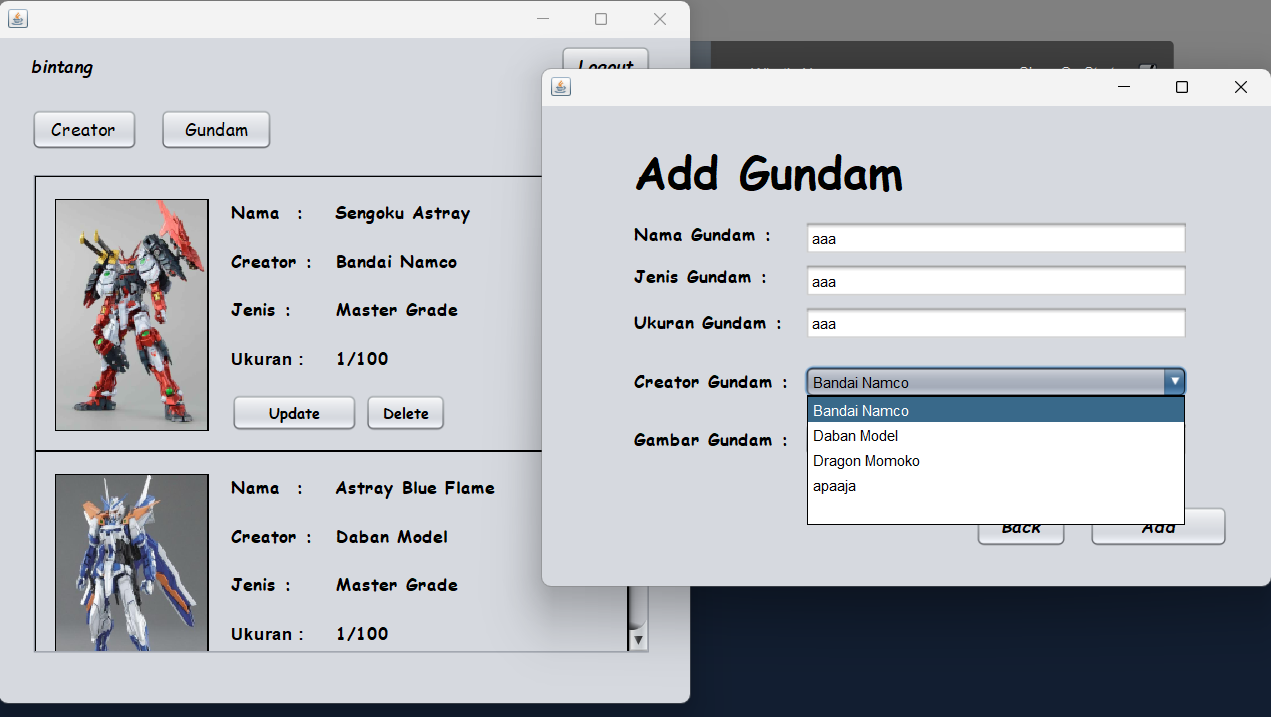 bintang
Logout
Creator
Gundam
Nama :
Sengoku Astray
Creator :
Bandai Namco
Jenis :
Master Grade
Ukuran :
1/100
Update
Delete
Nama :
Astray Blue Flame
Creator :
Daban Model
Jenis :
Master Grade
Ukuran :
1/100
Add Gundam
Nama Gundam :
aaa
Jenis Gundam :
aaa
Ukuran Gundam :
aaa
Creator Gundam :
Bandai Namco
Bandai Namco
Daban Model
Dragon Momoko
apaaja
Gambar Gundam :
Back
Add